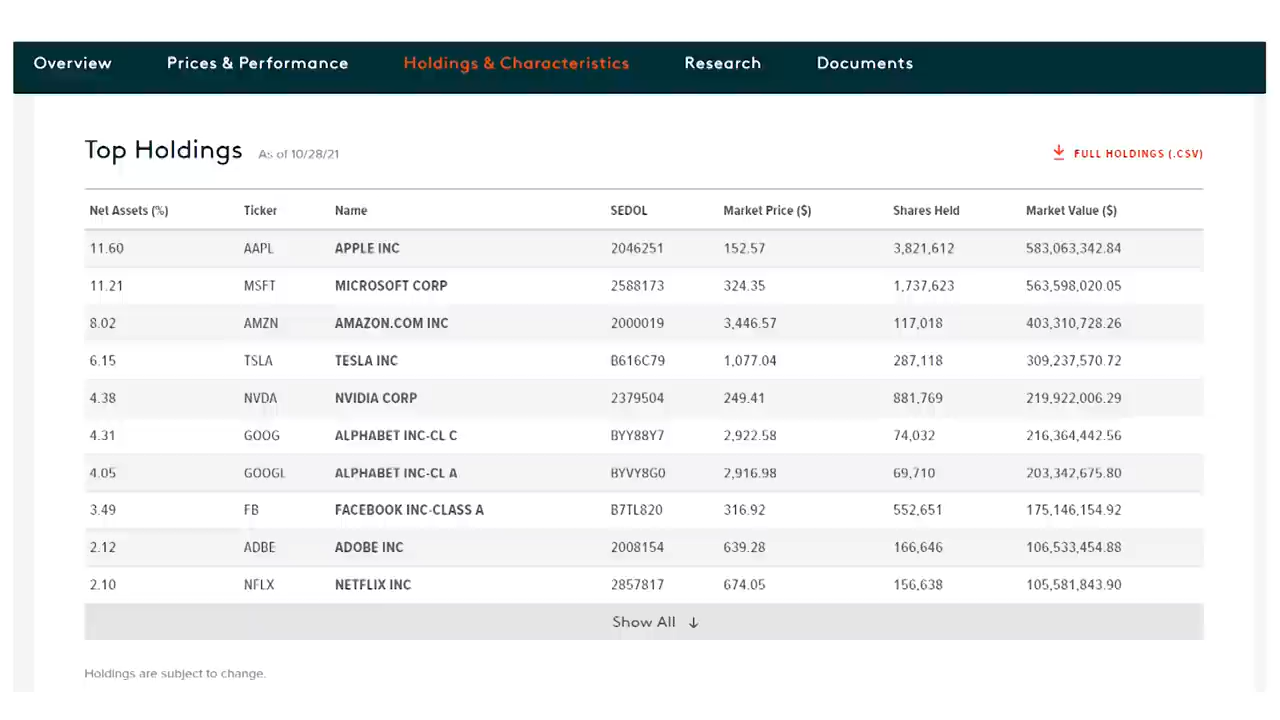 Overview Prices & Performance Holdings & Characteristics Research Documents
Top Holdings As of 10/28/21 FULL HOLDINGS (.CSV)
Net Assets (%) Ticker Name SEDOL Market Price ($) Shares Held Market Value ($)
11.60 AAPL APPLE INC 2046251 152.57 3,821,612 583,063,342.84
11.21 MSFT MICROSOFT CORP 2588173 324.35 1,737,623 563,598,020.05
8.02 AMZN AMAZON.COM INC 2000019 3,446.57 117,018 403,310,728.26
6.15 TSLA TESLA INC B616C79 1,077.04 287,118 309,237,570.72
4.38 NVDA NVIDIA CORP 2379504 249.41 881,769 219,922,006.29
4.31 GOOG ALPHABET INC-CL C BYY88Y7 2,922.58 74,032 216,364,442.56
4.05 GOOGL ALPHABET INC-CL A BYVY8G0 2,916.98 69,710 203,342,675.80
3.49 FB FACEBOOK INC-CLASS A B7TL820 316.92 552,651 175,146,154.92
2.12 ADBE ADOBE INC 2008154 639.28 166,646 106,533,454.88
2.10 NFLX NETFLIX INC 2857817 674.05 156,638 105,581,843.90
Show All ↓
Holdings are subject to change.